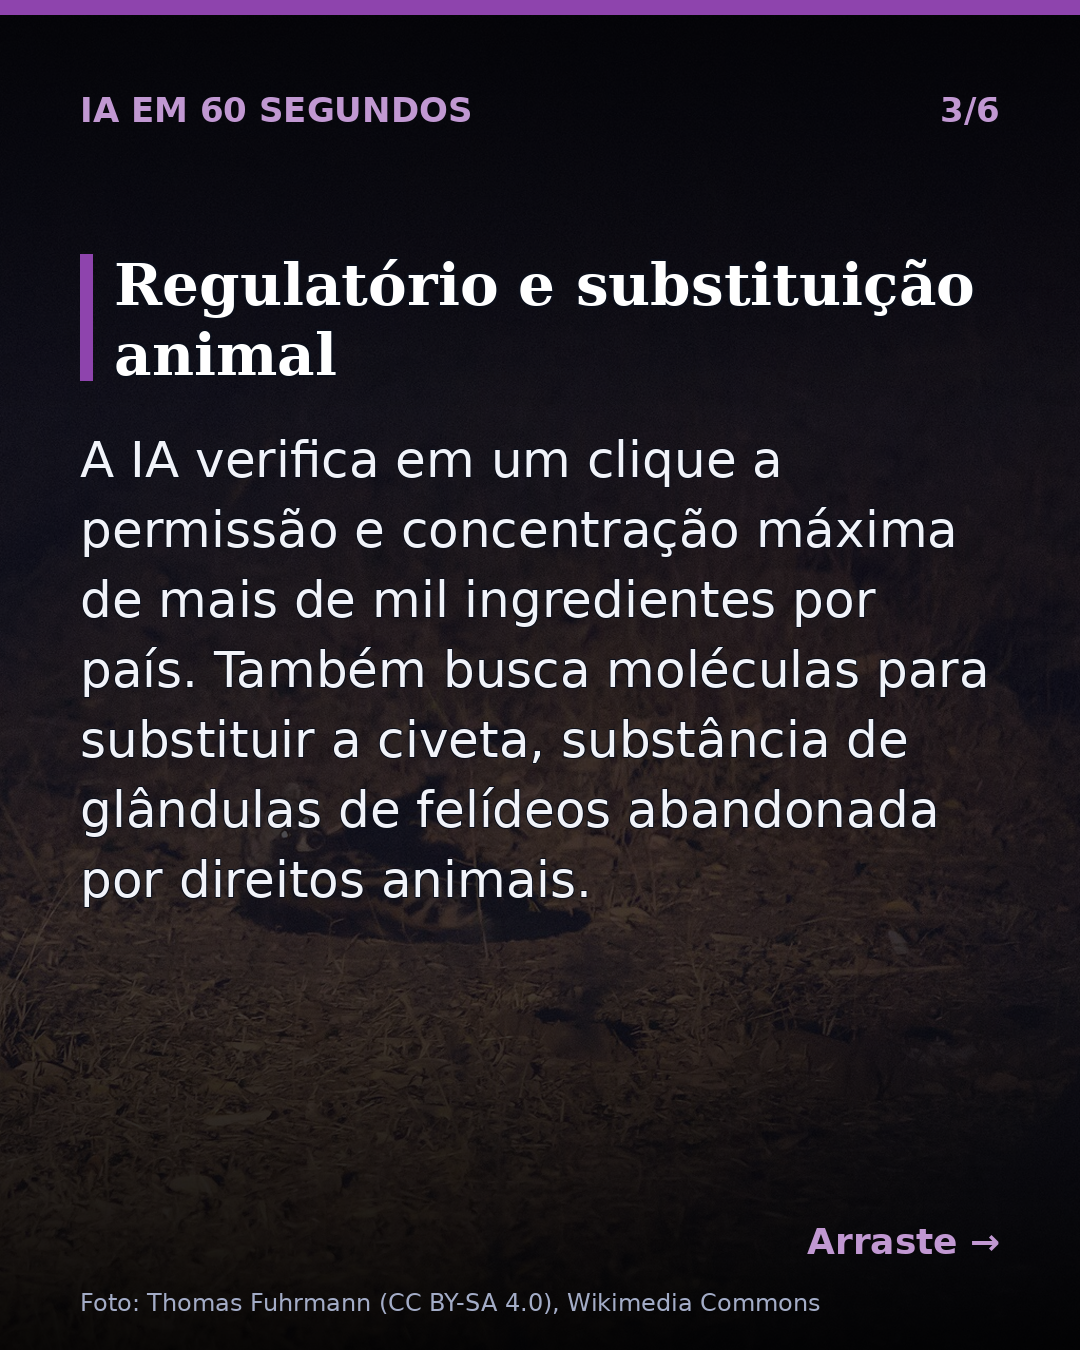 IA EM 60 SEGUNDOS
3/6
Regulatório e substituição
animal
A IA verifica em um clique a
permissão e concentração máxima
de mais de mil ingredientes por
país. Também busca moléculas para
substituir a civeta, substância de
glândulas de felídeos abandonada
por direitos animais.
Arraste →
Foto: Thomas Fuhrmann (CC BY-SA 4.0), Wikimedia Commons